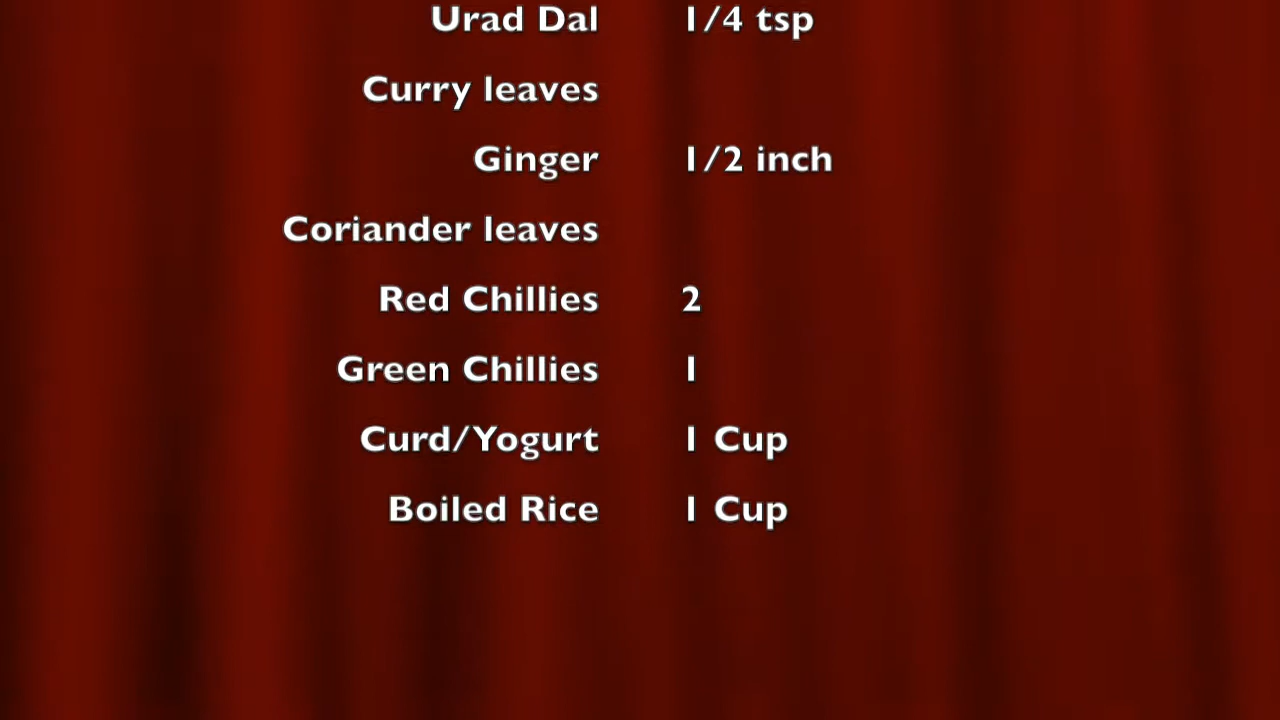 Urad Dal 1/4 tsp
Curry leaves
Ginger 1/2 inch
Coriander leaves
Red Chillies 2
Green Chillies 1
Curd/Yogurt 1 Cup
Boiled Rice 1 Cup